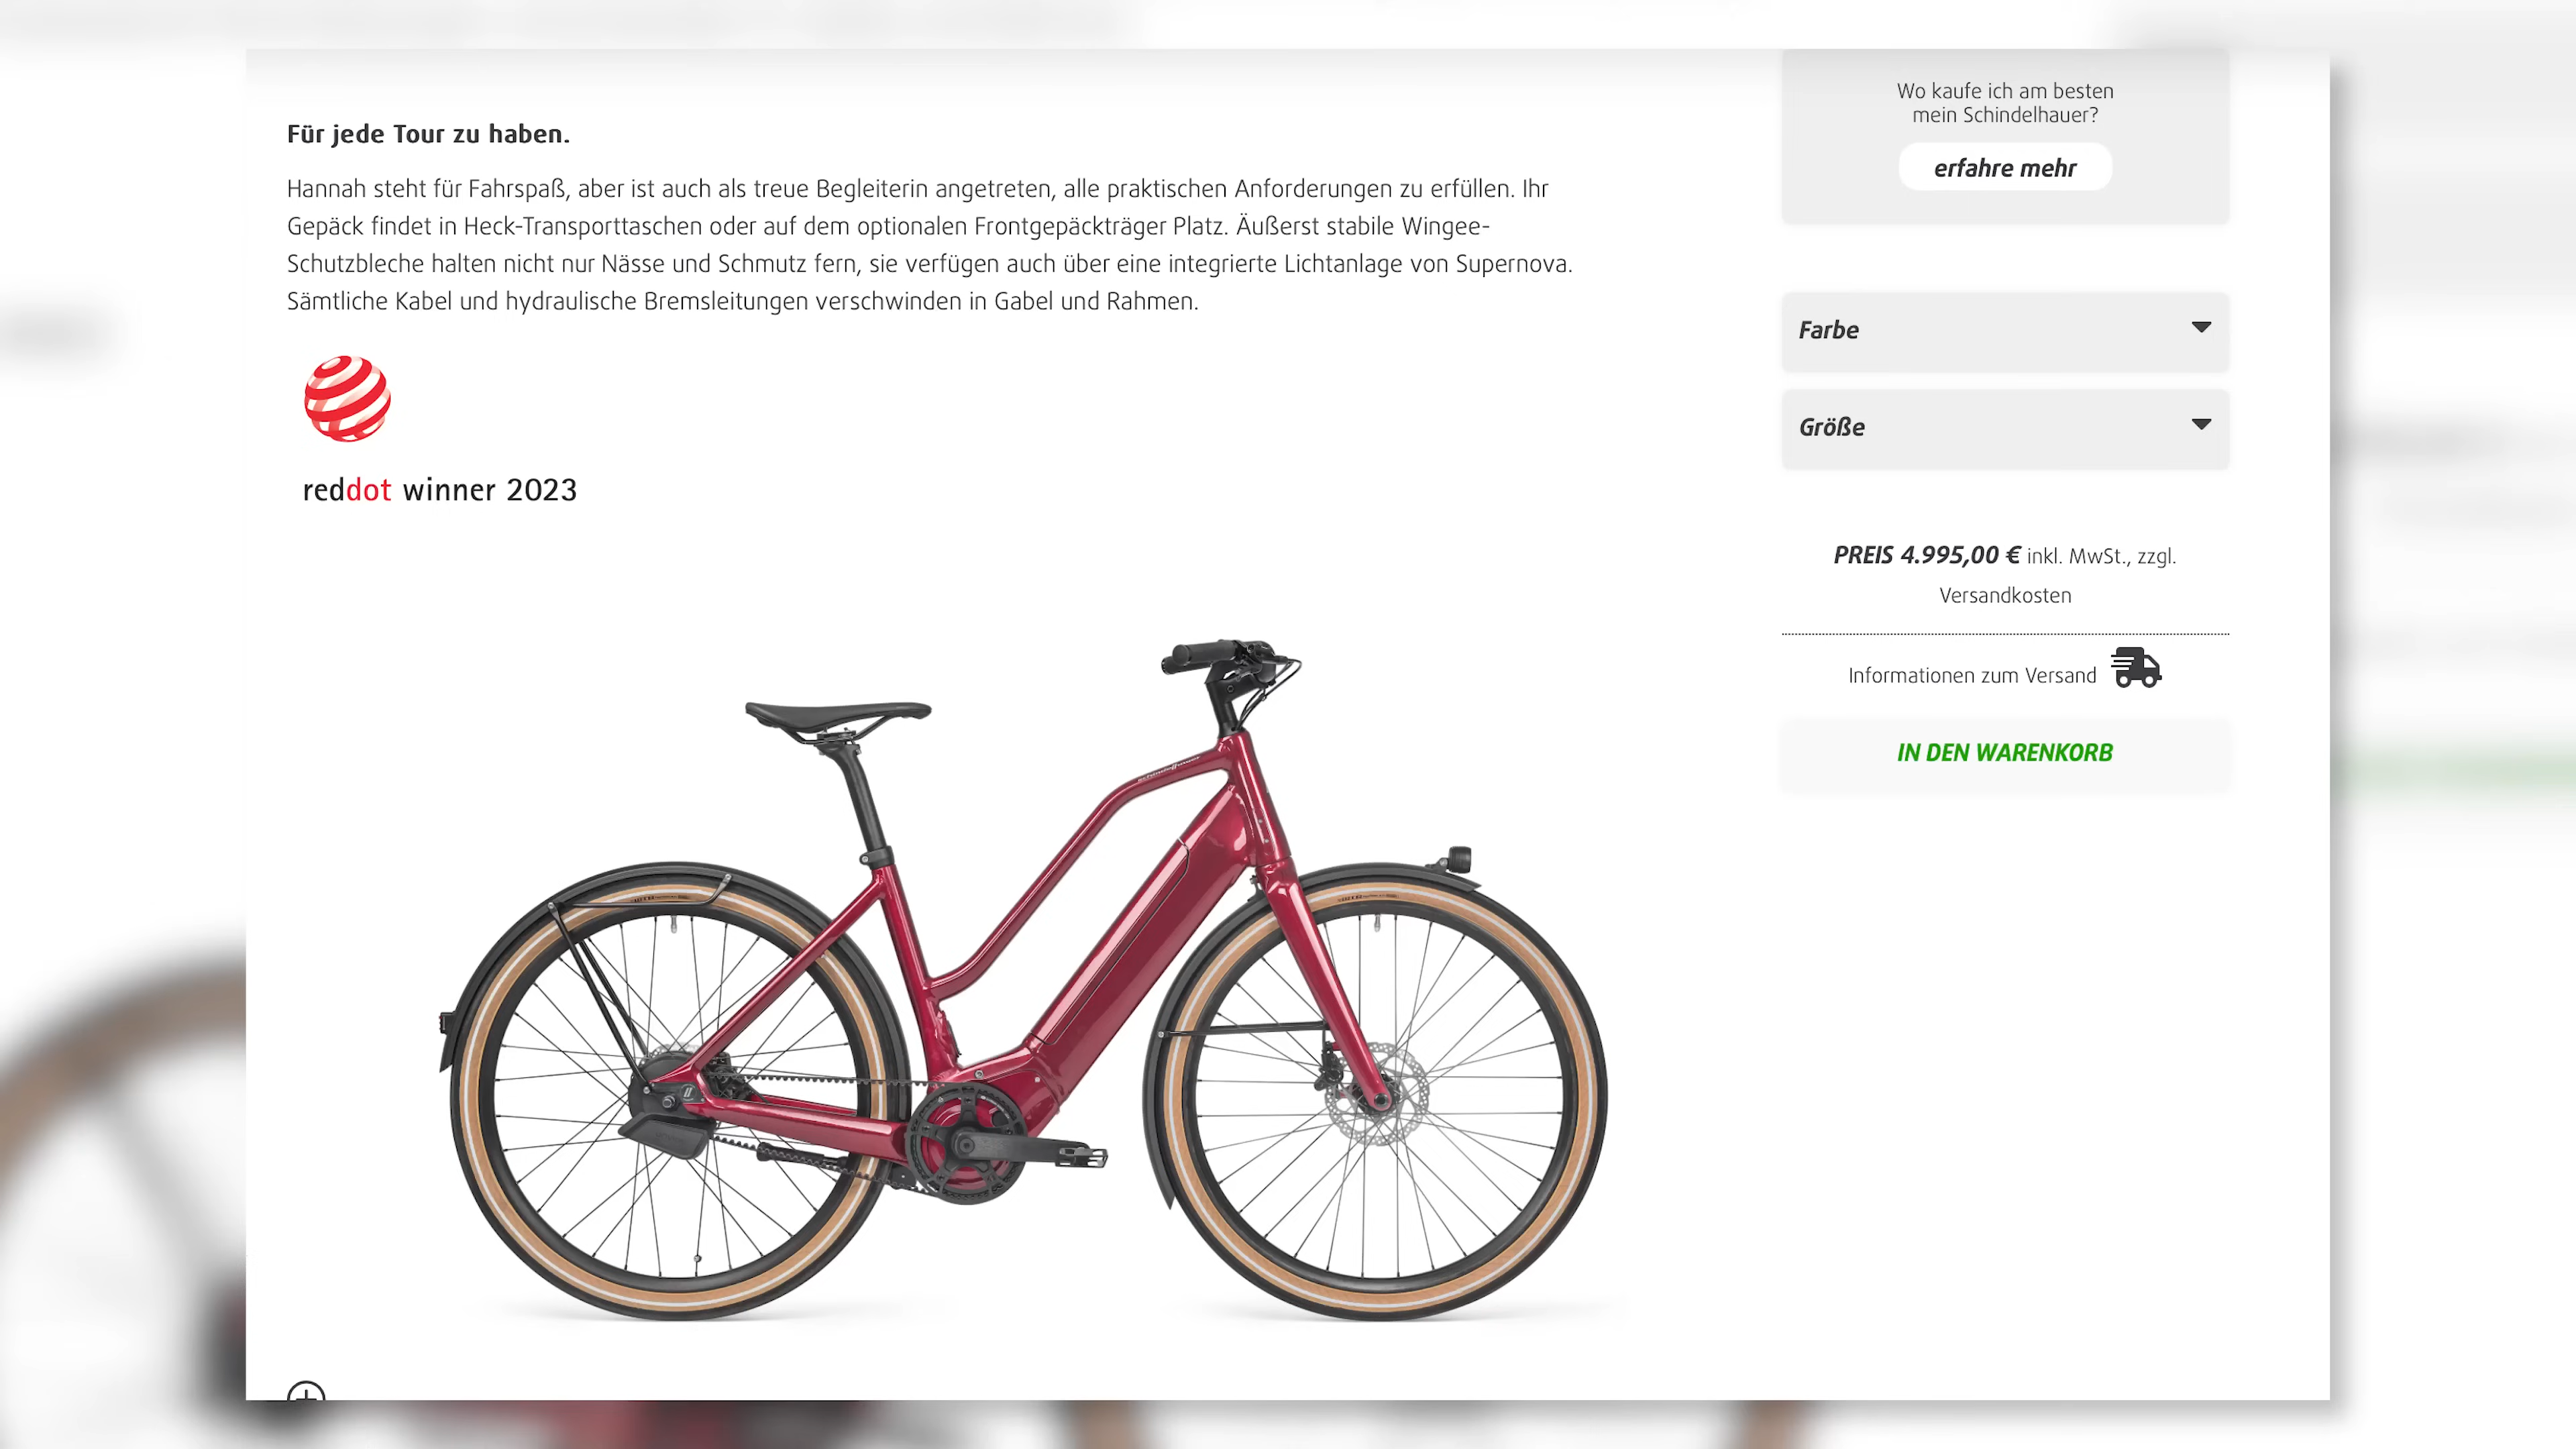 Für jede Tour zu haben.
Hannah steht für Fahrspaß, aber ist auch als treue Begleiterin angetreten, alle praktischen Anforderungen zu erfüllen. Ihr
Gepäck findet in Heck-Transporttaschen oder auf dem optionalen Frontgepäckträger Platz. Äußerst stabile Wingee-
Schutzbleche halten nicht nur Nässe und Schmutz fern, sie verfügen auch über eine integrierte Lichtanlage von Supernova.
Sämtliche Kabel und hydraulische Bremsleitungen verschwinden in Gabel und Rahmen.
reddot winner 2023
Schindelhauer
Wo kaufe ich am besten
mein Schindelhauer?
erfahre mehr
Farbe
Größe
PREIS 4.995,00 € inkl. MwSt., zzgl.
Versandkosten
Informationen zum Versand
IN DEN WARENKORB